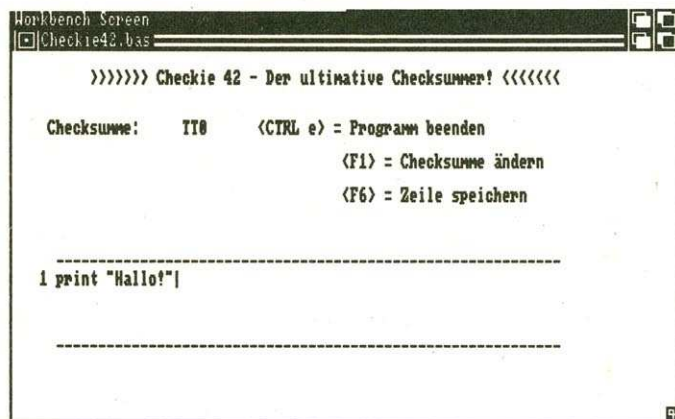 Workbench Screen
Checkie42.bas
>>>>>>> Checkie 42 - Der ultimative Checksummer! <<<<<<<
Checksumme: TT0 <CTRL e> = Programm beenden
<F1> = Checksumme ändern
<F6> = Zeile speichern
1 print "Hallo!"|